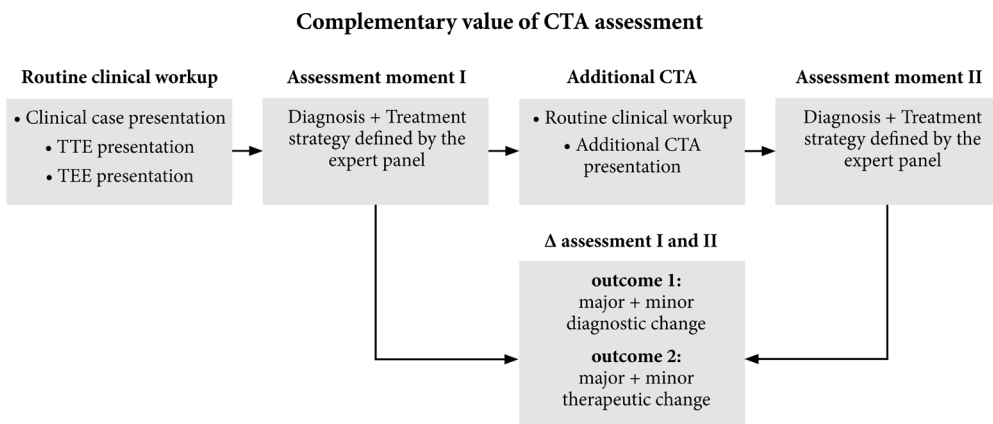 Complementary value of CTA assessment
Routine clinical workup
• Clinical case presentation
• TTE presentation
• TEE presentation
Assessment moment I
Diagnosis + Treatment
strategy defined by the
expert panel
Additional CTA
• Routine clinical workup
• Additional CTA
presentation
Assessment moment II
Diagnosis + Treatment
strategy defined by the
expert panel
Δ assessment I and II
outcome 1:
major + minor
diagnostic change
outcome 2:
major + minor
therapeutic change